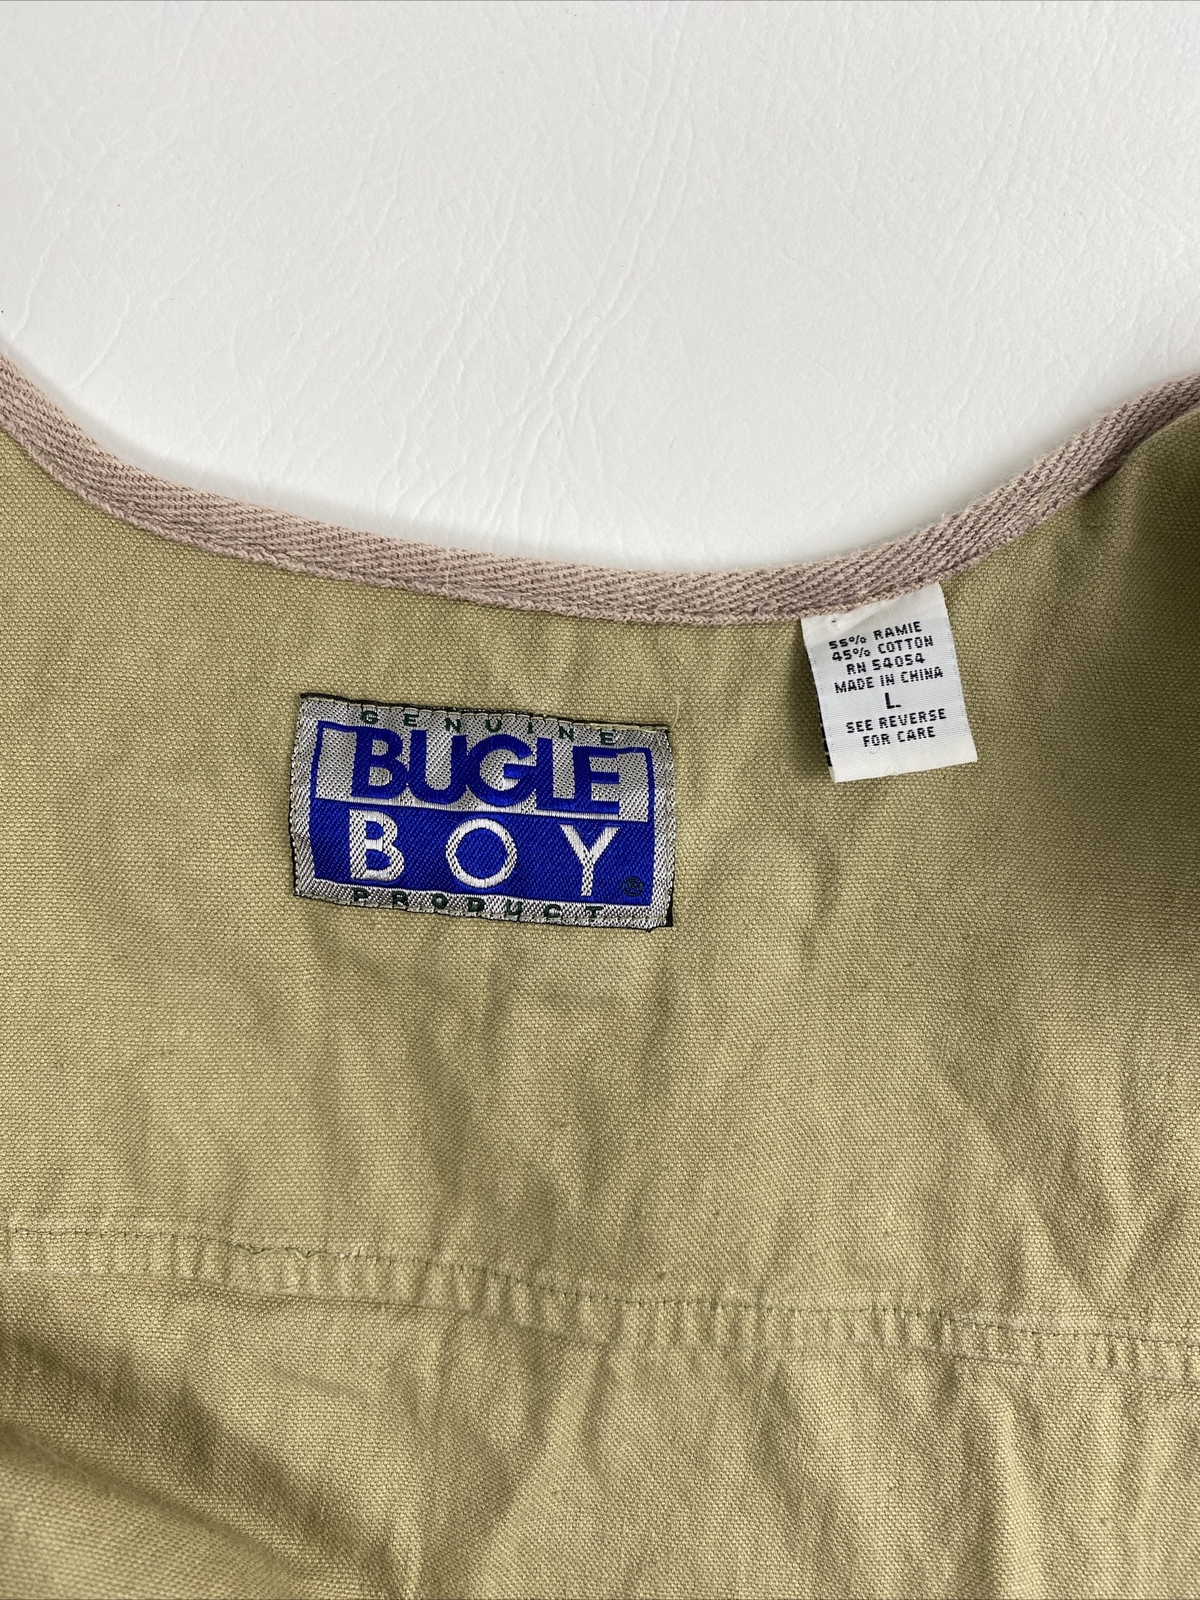 GENUINE
BUGLE
BOY®
PRODUCT
55% RAMIE
45% COTTON
RN 54054
MADE IN CHINA
L
SEE REVERSE
FOR CARE